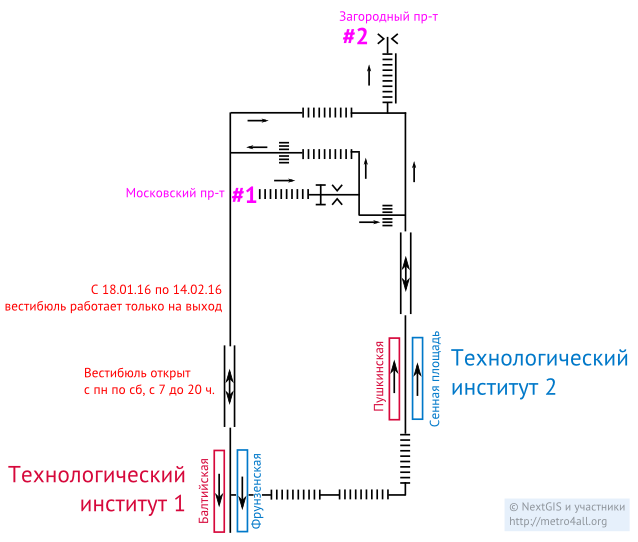 Загородный пр-т
#2
Московский пр-т #1
С 18.01.16 по 14.02.16
вестибюль работает только на выход
Вестибюль открыт
с пн по сб, с 7 до 20 ч.
Пушкинская
Сенная площадь
Технологический
институт 2
Технологический
институт 1
Балтийская
Фрунзенская
© NextGIS и участники
http://metro4all.org